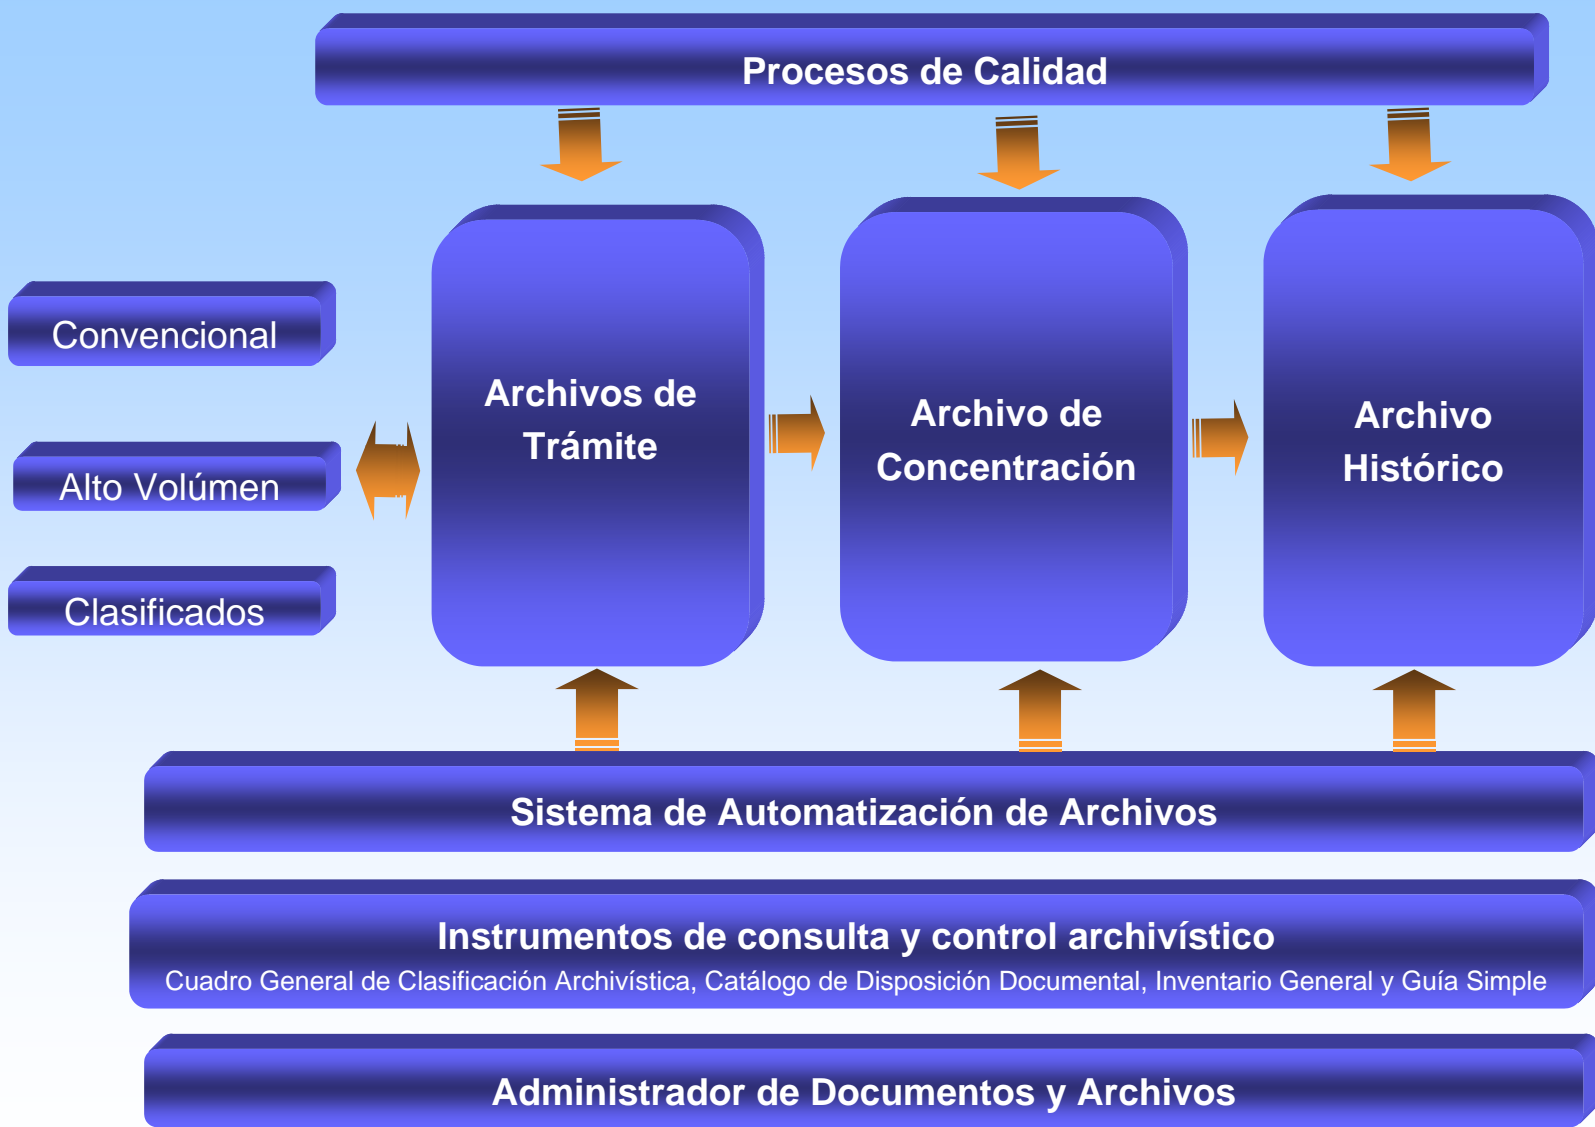 Procesos de Calidad
Convencional
Alto Volúmen
Clasificados
Archivos de
Trámite
Archivo de
Concentración
Archivo
Histórico
Sistema de Automatización de Archivos
Instrumentos de consulta y control archivístico
Cuadro General de Clasificación Archivística, Catálogo de Disposición Documental, Inventario General y Guía Simple
Administrador de Documentos y Archivos